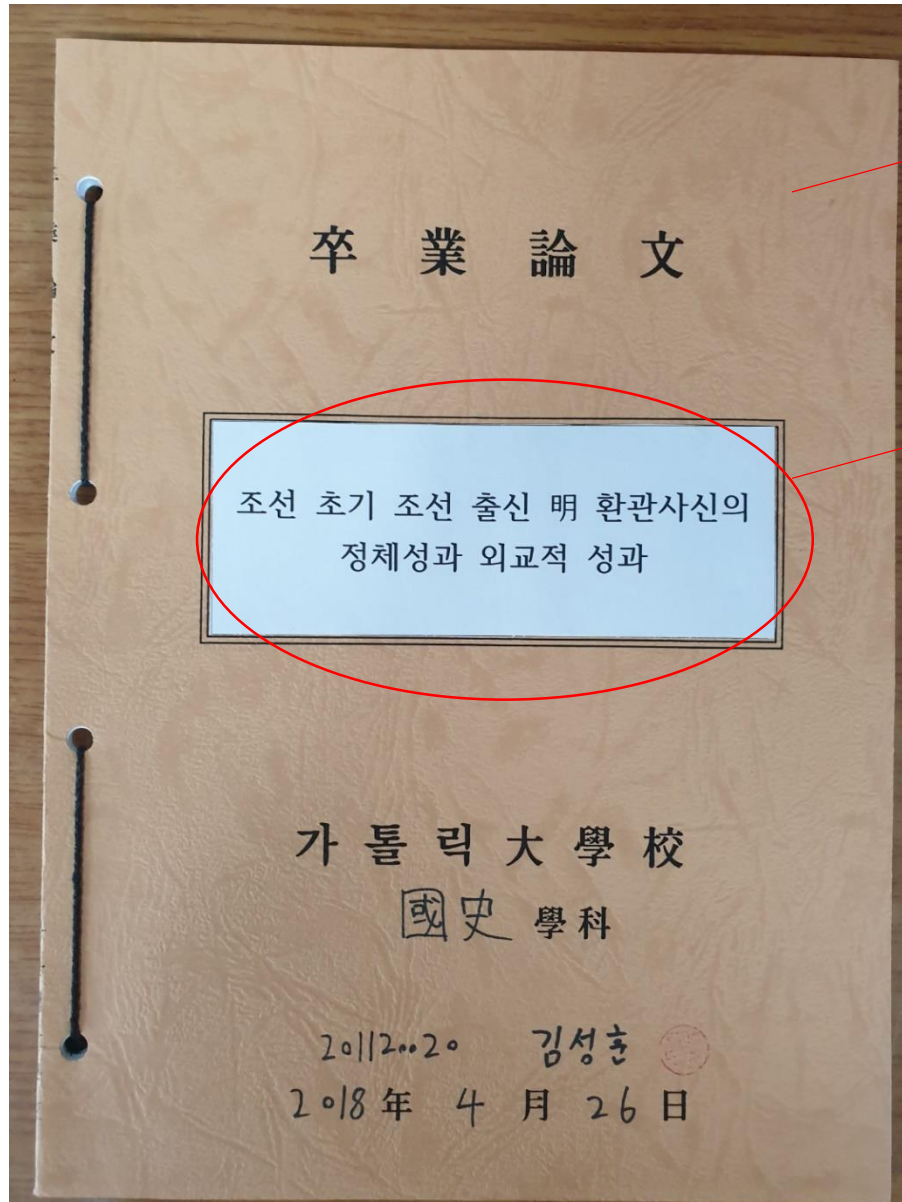 卒業論文
조선 초기 조선 출신 明 환관사신의
정체성과 외교적 성과
가톨릭大學校
國史 學科
201120020 김성훈
2018年 4月 26日